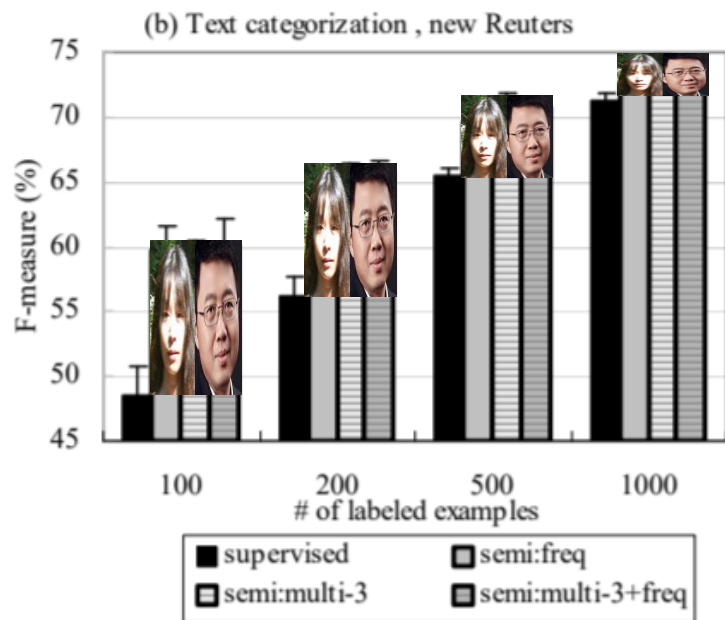 (b) Text categorization , new Reuters
75
70
65
60
55
50
45
F-measure (%)
100 200 500 1000
# of labeled examples
supervised semi:freq
semi:multi-3 semi:multi-3+freq